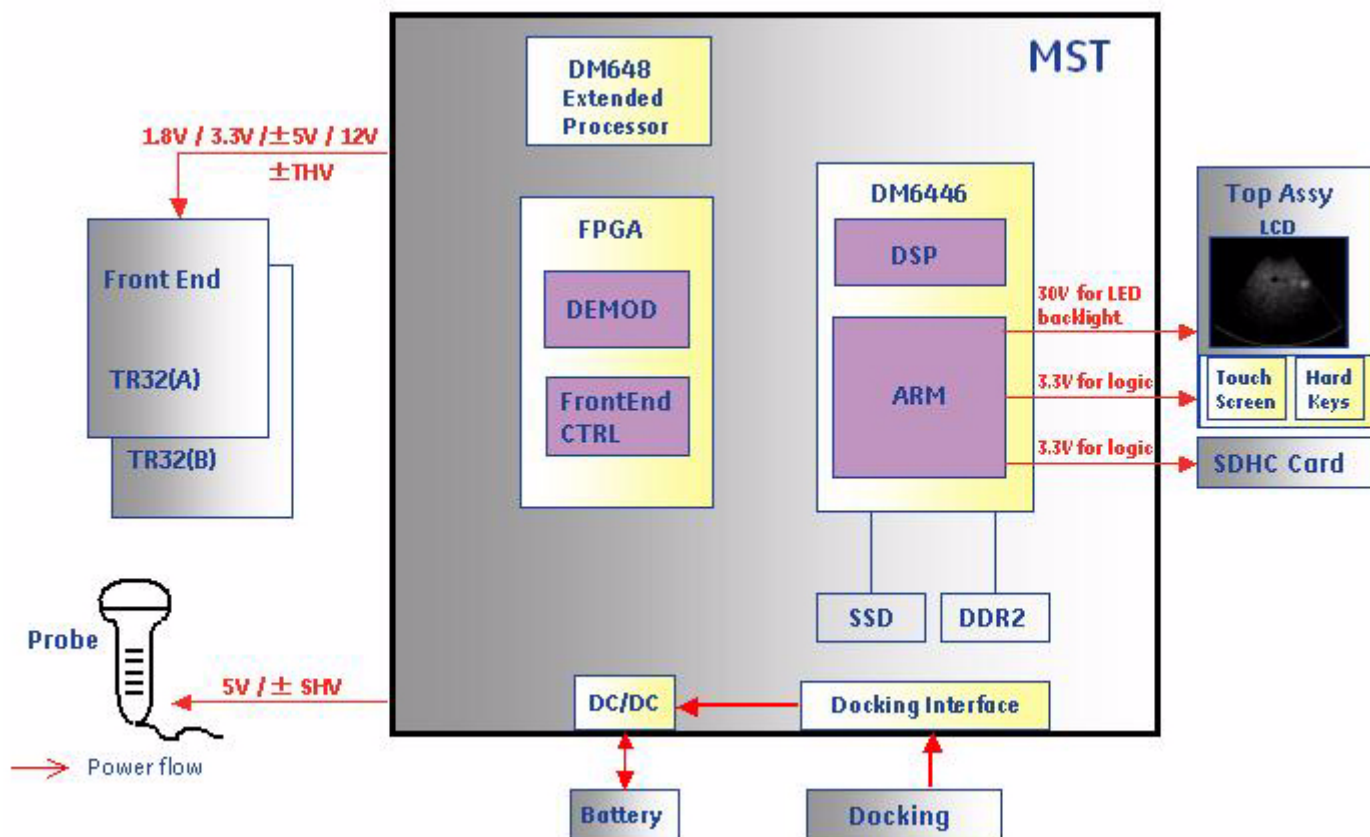 MST
DM648
Extended
Processor
1.8V / 3.3V /±5V / 12V
±THV
Front End
TR32(A)
TR32(B)
FPGA
DEMOD
FrontEnd
CTRL
DM6446
DSP
ARM
30V for LED
backlight
3.3V for logic
3.3V for logic
Top Assy
LCD
Touch
Screen
Hard
Keys
SDHC Card
SSD
DDR2
Probe
5V / ± SHV
DC/DC
Docking Interface
Power flow
Battery
Docking